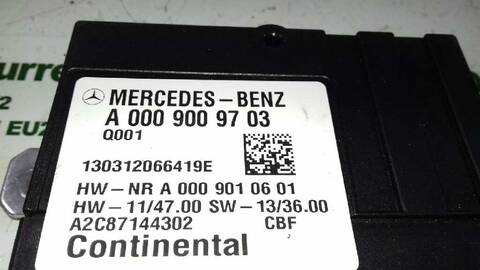 MERCEDES-BENZ
A 000 900 97 03
Q001
130312066419E
HW-NR A 000 901 06 01
HW-11/47.00 SW-13/36.00
A2C87144302 CBF
Continental